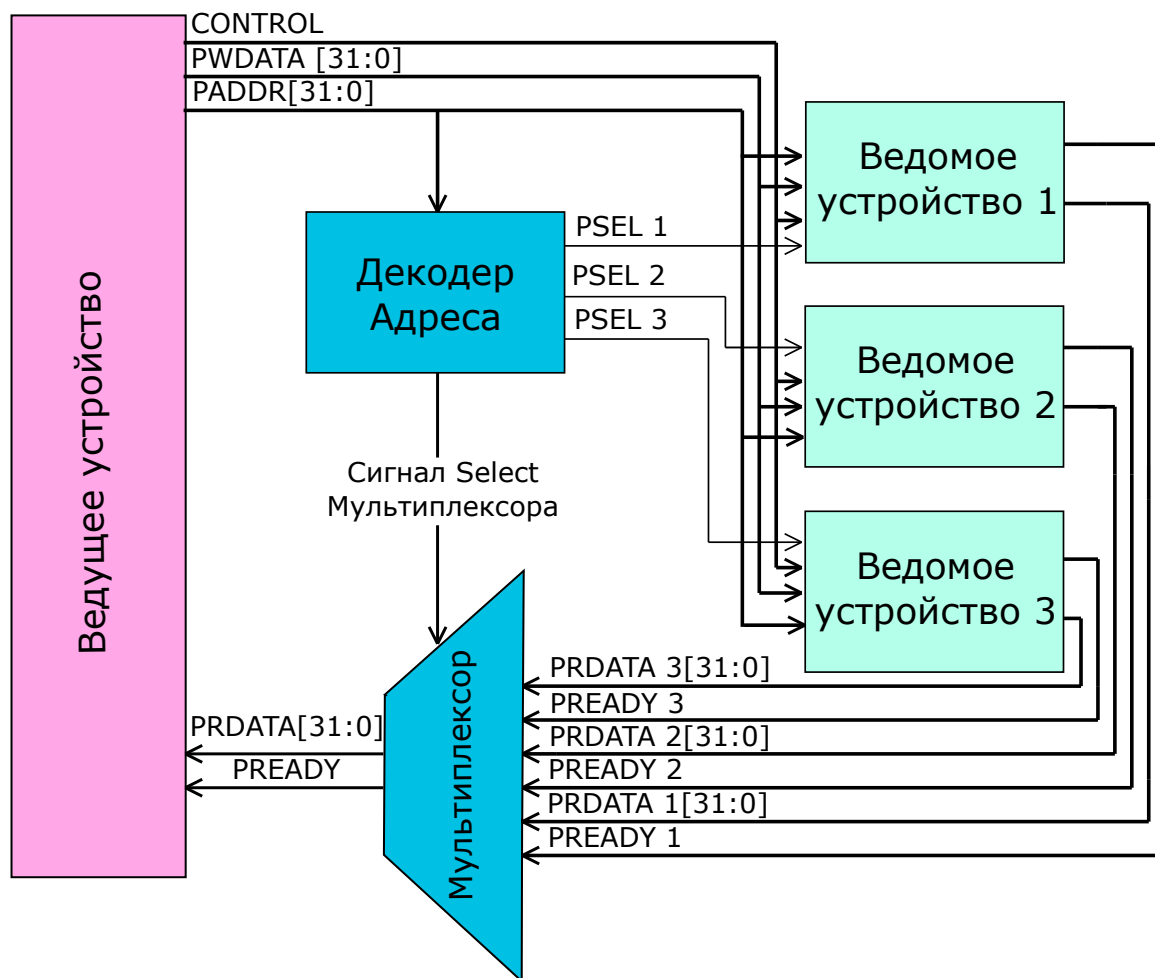 CONTROL
PWDATA [31:0]
PADDR[31:0]
Ведущее устройство
Декодер
Адреса
PSEL 1
PSEL 2
PSEL 3
Ведомое
устройство 1
Ведомое
устройство 2
Ведомое
устройство 3
Сигнал Select
Мультиплексора
Мультиплексор
PRDATA 3[31:0]
PREADY 3
PRDATA 2[31:0]
PREADY 2
PRDATA 1[31:0]
PREADY 1
PRDATA[31:0]
PREADY